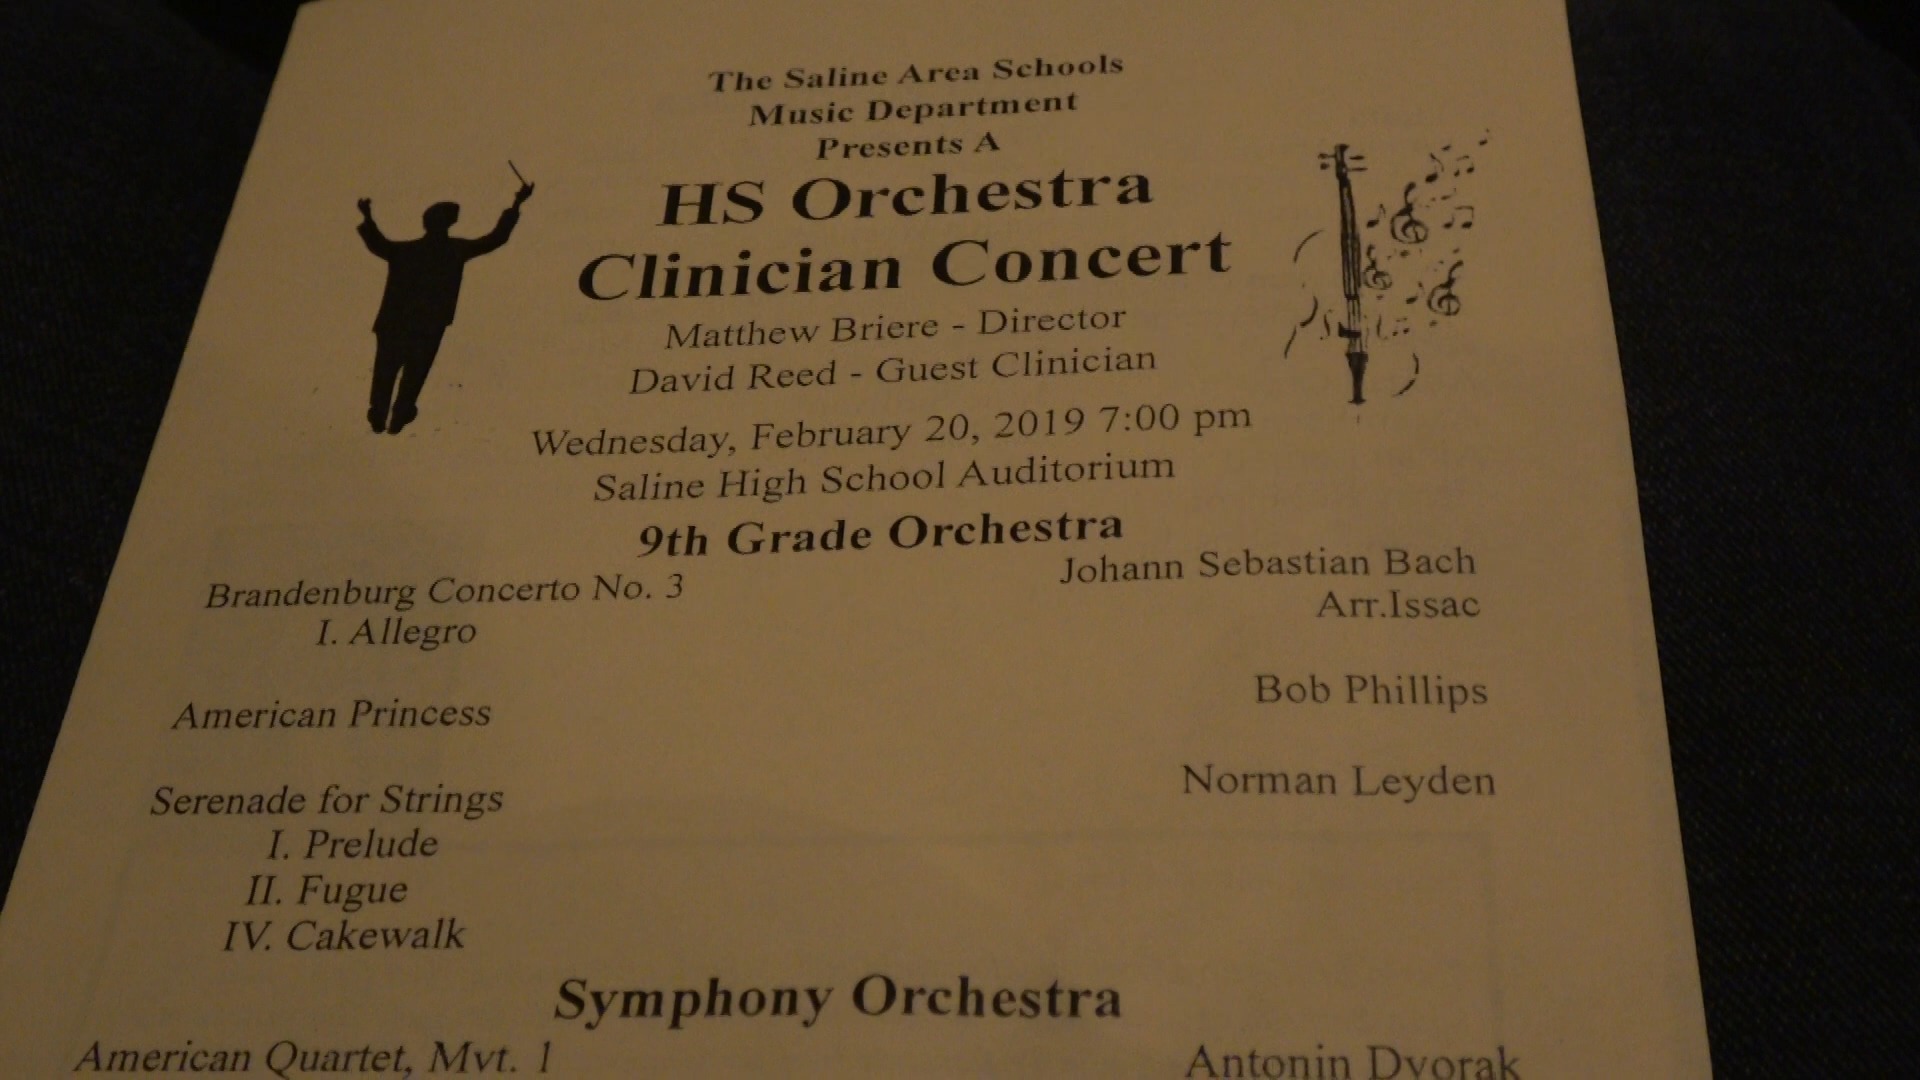 The Saline Area Schools
Music Department
Presents A
HS Orchestra
Clinician Concert
Matthew Briere - Director
David Reed - Guest Clinician
Wednesday, February 20, 2019 7:00 pm
Saline High School Auditorium
9th Grade Orchestra
Brandenburg Concerto No. 3 Johann Sebastian Bach
I. Allegro Arr.Issac
American Princess Bob Phillips
Serenade for Strings Norman Leyden
I. Prelude
II. Fugue
IV. Cakewalk
Symphony Orchestra
American Quartet, Mvt. 1 Antonin Dvorak